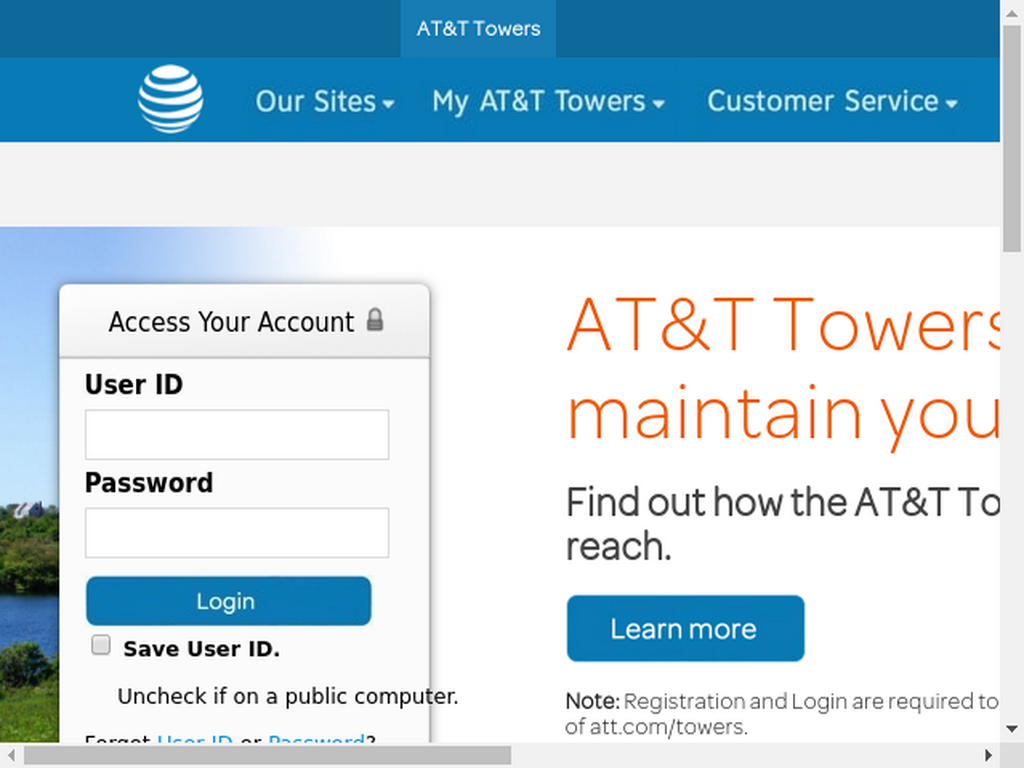 AT&T Towers
Our Sites
My AT&T Towers
Customer Service
Access Your Account
User ID
Password
Login
Save User ID.
Uncheck if on a public computer.
Forgot User ID or Password?
AT&T Towers
maintain you
Find out how the AT&T To
reach.
Learn more
Note: Registration and Login are required to
of att.com/towers.